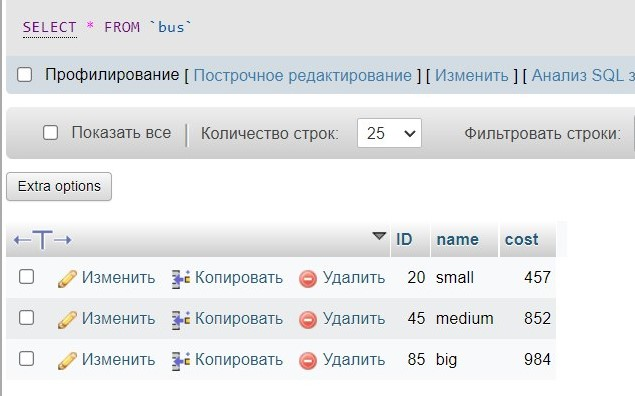 SELECT * FROM `bus`
Профилирование [ Построчное редактирование ] [ Изменить ] [ Анализ SQL з
Показать все Количество строк: 25 Фильтровать строки:
Extra options
←T→ ID name cost
Изменить Копировать Удалить 20 small 457
Изменить Копировать Удалить 45 medium 852
Изменить Копировать Удалить 85 big 984